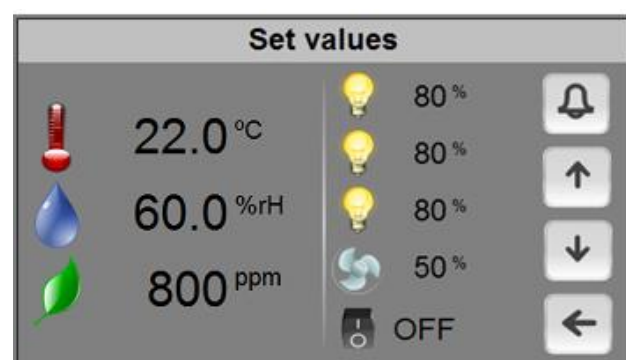 Set values
22.0 °C
60.0 %rH
800 ppm
80 %
80 %
80 %
50 %
OFF